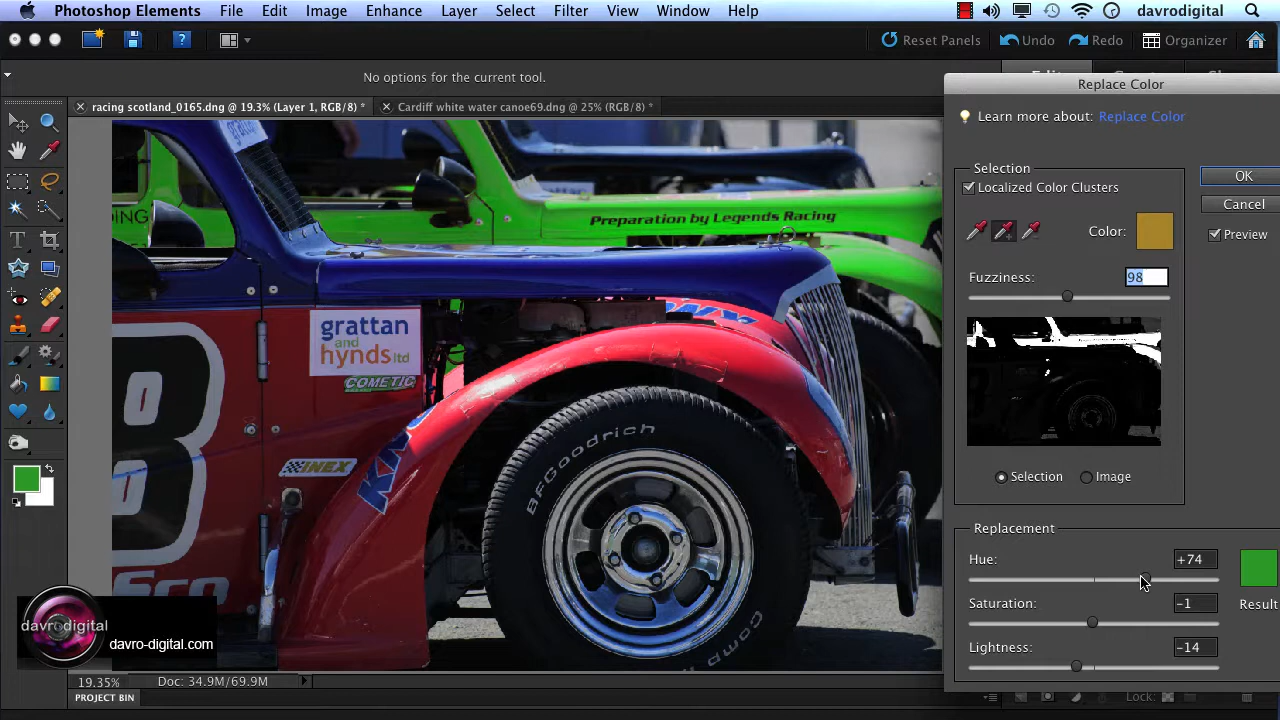 Photoshop Elements File Edit Image Enhance Layer Select Filter View Window Help davrodigital
Reset Panels Undo Redo Organizer
No options for the current tool.
racing scotland_0165.dng @ 19.3% (Layer 1, RGB/8) * Cardiff white water canoe69.dng @ 25% (RGB/8) *
Replace Color
Learn more about: Replace Color
Selection
Localized Color Clusters
OK
Cancel
Color:
Preview
Fuzziness: 98
Selection Image
Replacement
Hue: +74
Result
Saturation: -1
Lightness: -14
grattan
Preparation by Legends Racing
grattan
and
hynds ltd
COMETIC
8
INEX
BFGoodrich
Comp
davrodigital
davro-digital.com
19.35% Doc: 34.9M/69.9M
PROJECT BIN
Lock: